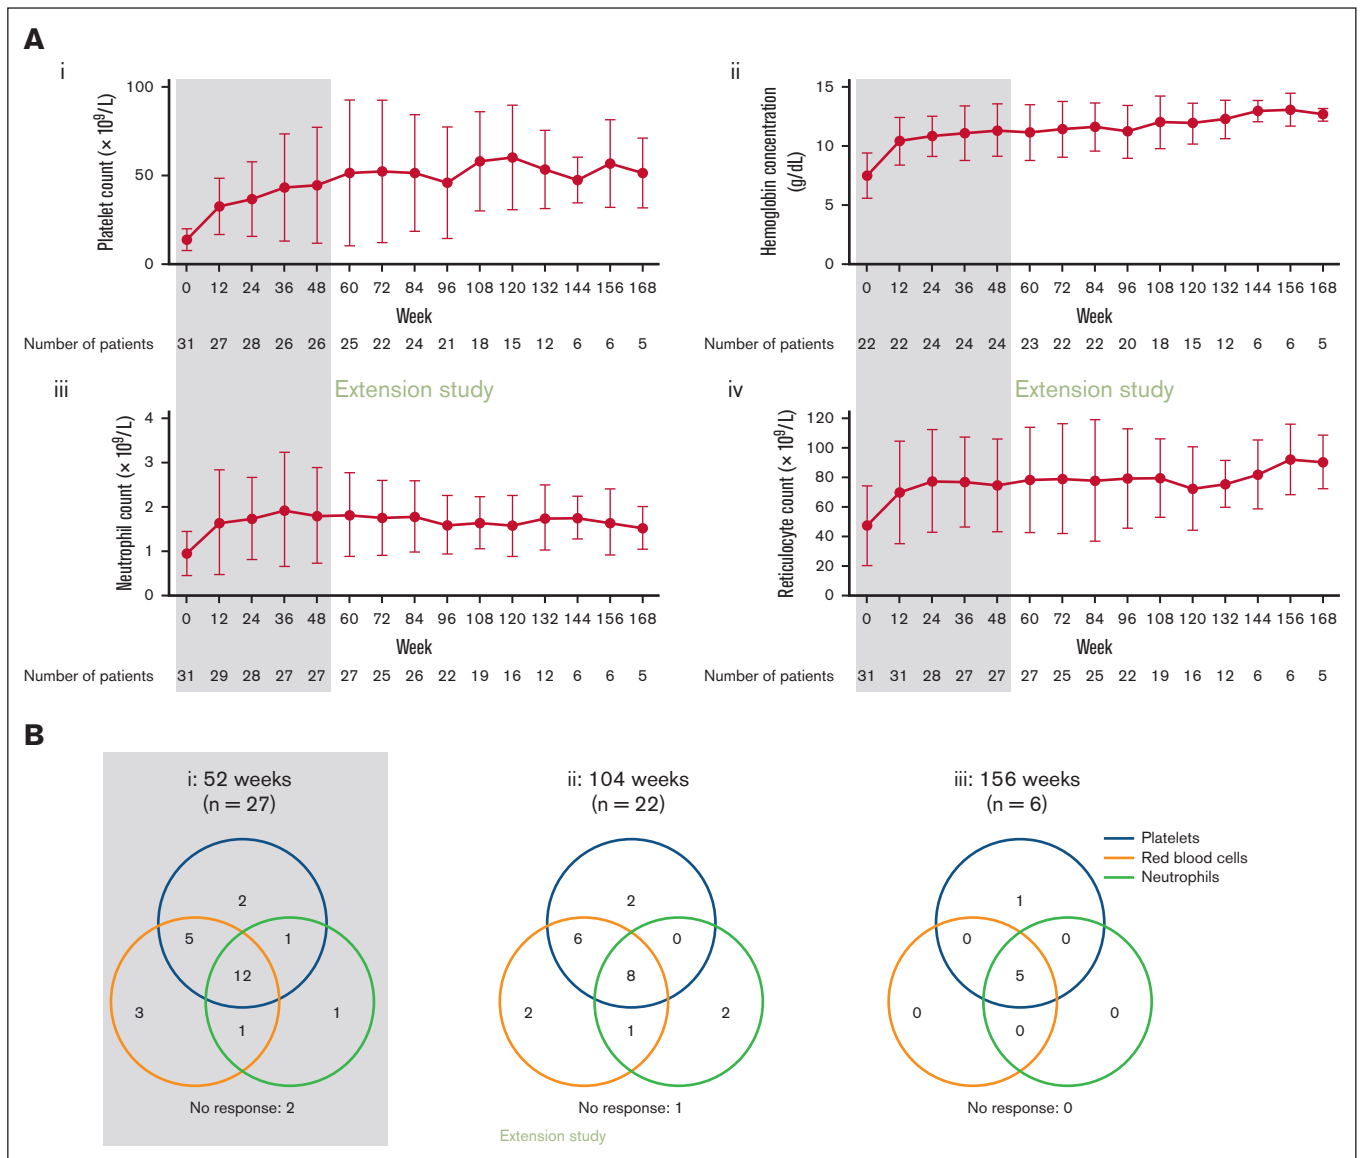 A
i
Platelet count (× 10⁹/L)
100
50
0
0 12 24 36 48 60 72 84 96 108 120 132 144 156 168
Week
Number of patients 31 27 28 26 26 25 22 24 21 18 15 12 6 6 5
ii
Hemoglobin concentration
(g/dL)
15
10
5
0
0 12 24 36 48 60 72 84 96 108 120 132 144 156 168
Week
Number of patients 22 22 24 24 24 23 22 22 20 18 15 12 6 6 5
iii
Extension study
Neutrophil count (× 10⁹/L)
4
3
2
1
0
0 12 24 36 48 60 72 84 96 108 120 132 144 156 168
Week
Number of patients 31 29 28 27 27 27 25 26 22 19 16 12 6 6 5
iv
Extension study
Reticulocyte count (× 10⁹/L)
120
100
80
60
40
20
0
0 12 24 36 48 60 72 84 96 108 120 132 144 156 168
Week
Number of patients 31 31 28 27 27 27 25 25 22 19 16 12 6 6 5
B
i: 52 weeks
(n = 27)
2
5 1
12
3 1
1
No response: 2
ii: 104 weeks
(n = 22)
2
6 0
8
2 2
1
No response: 1
Extension study
iii: 156 weeks
(n = 6)
1
0 0
5
0 0
0
No response: 0
Platelets
Red blood cells
Neutrophils